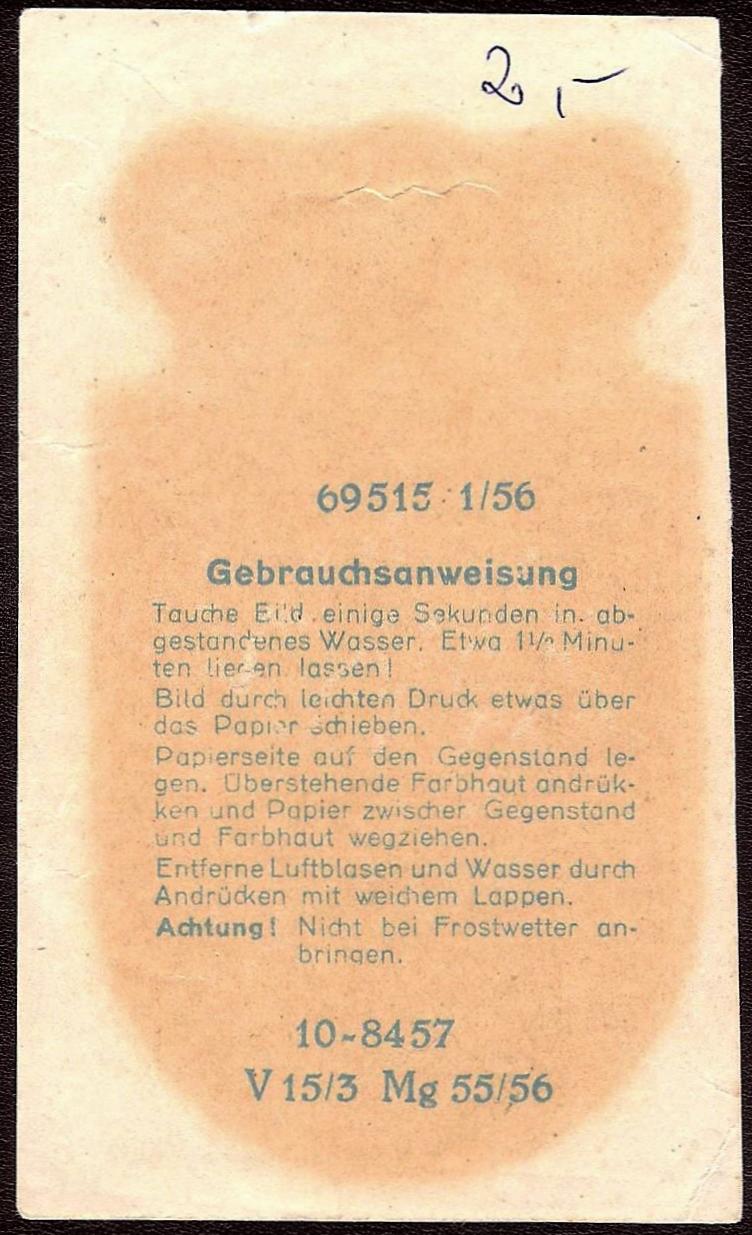 2,–
69515 1/56
Gebrauchsanweisung
Tauche Bild einige Sekunden in ab-
gestandenes Wasser. Etwa 1½ Minu-
ten liegen lassen!
Bild durch leichten Druck etwas über
das Papier schieben.
Papierseite auf den Gegenstand le-
gen. Überstehende Farbhaut andrük-
ken und Papier zwischen Gegenstand
und Farbhaut wegziehen.
Entferne Luftblasen und Wasser durch
Andrücken mit weichem Lappen.
Achtung! Nicht bei Frostwetter an-
bringen.
10-8457
V 15/3 Mg 55/56